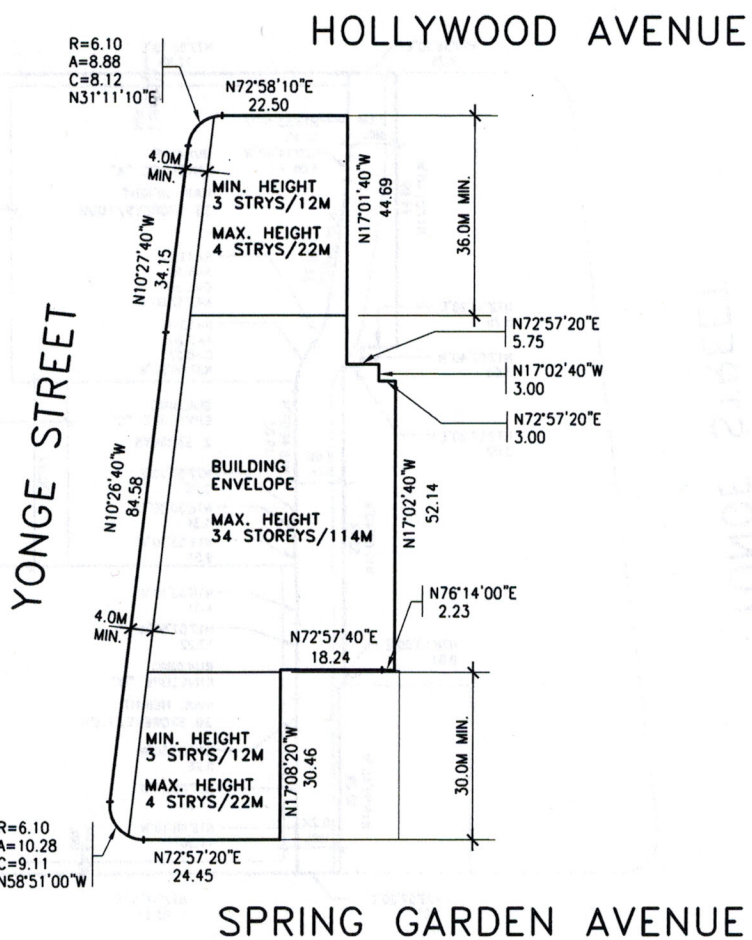 HOLLYWOOD AVENUE
R=6.10
A=8.88
C=8.12
N31°11'10"E
N72°58'10"E
22.50
4.0M
MIN.
MIN. HEIGHT
3 STRYS/12M
MAX. HEIGHT
4 STRYS/22M
N17°01'40"W
44.69
36.0M MIN.
N10°27'40"W
34.15
N72°57'20"E
5.75
N17°02'40"W
3.00
N72°57'20"E
3.00
YONGE STREET
N10°26'40"W
84.58
BUILDING
ENVELOPE
MAX. HEIGHT
34 STOREYS/114M
N17°02'40"W
52.14
N76°14'00"E
2.23
4.0M
MIN.
N72°57'40"E
18.24
MIN. HEIGHT
3 STRYS/12M
MAX. HEIGHT
4 STRYS/22M
N17°08'20"W
30.46
30.0M MIN.
R=6.10
A=10.28
C=9.11
N58°51'00"W
N72°57'20"E
24.45
SPRING GARDEN AVENUE